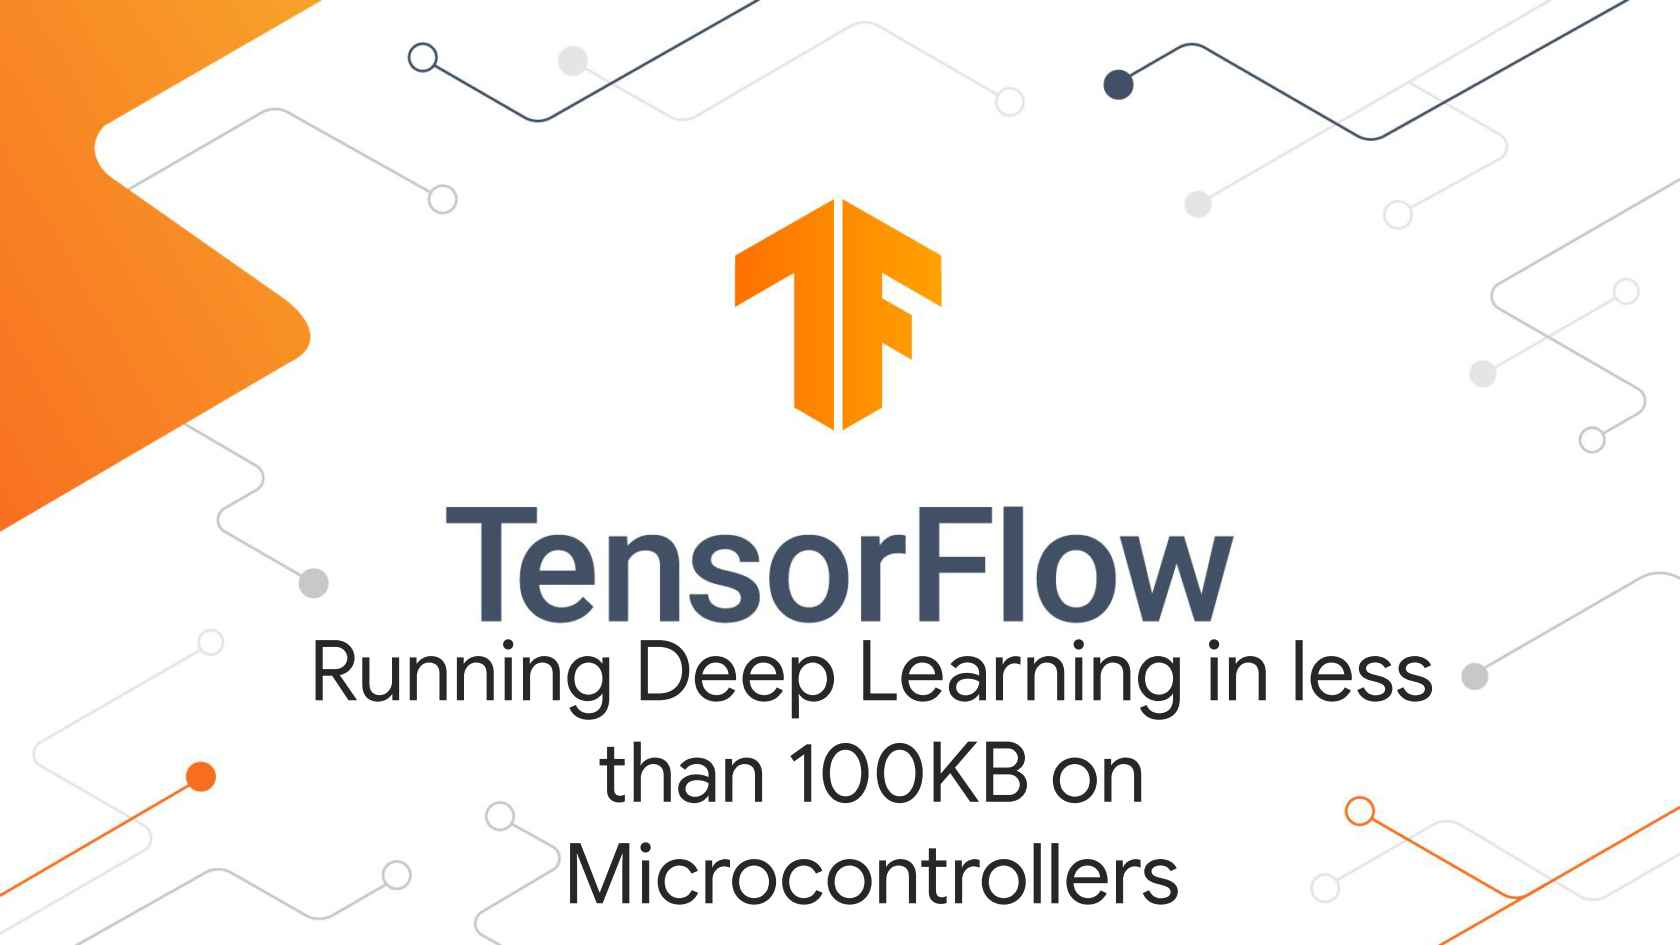 TensorFlow
Running Deep Learning in less
than 100KB on
Microcontrollers